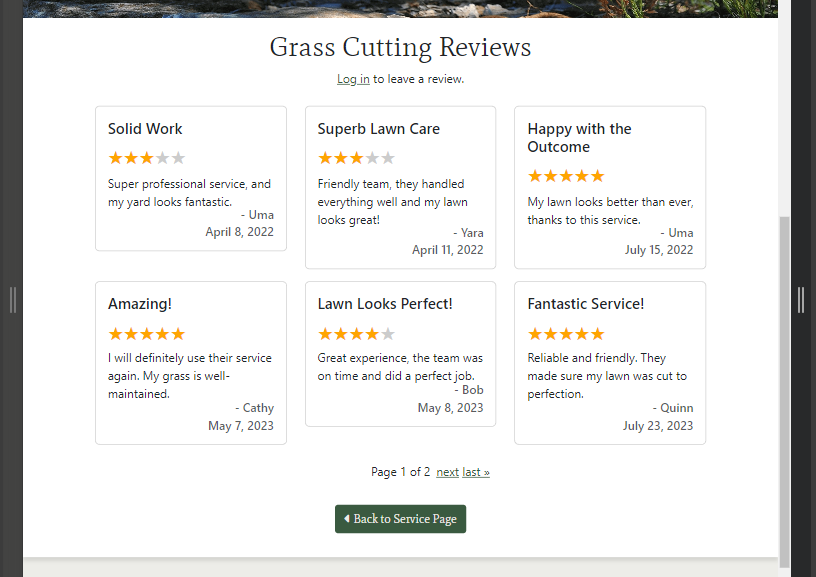 Grass Cutting Reviews
Log in to leave a review.
Solid Work
Super professional service, and
my yard looks fantastic.
- Uma
April 8, 2022
Superb Lawn Care
Friendly team, they handled
everything well and my lawn
looks great!
- Yara
April 11, 2022
Happy with the
Outcome
My lawn looks better than ever,
thanks to this service.
- Uma
July 15, 2022
Amazing!
I will definitely use their service
again. My grass is well-
maintained.
- Cathy
May 7, 2023
Lawn Looks Perfect!
Great experience, the team was
on time and did a perfect job.
- Bob
May 8, 2023
Fantastic Service!
Reliable and friendly. They
made sure my lawn was cut to
perfection.
- Quinn
July 23, 2023
Page 1 of 2 next last »
Back to Service Page